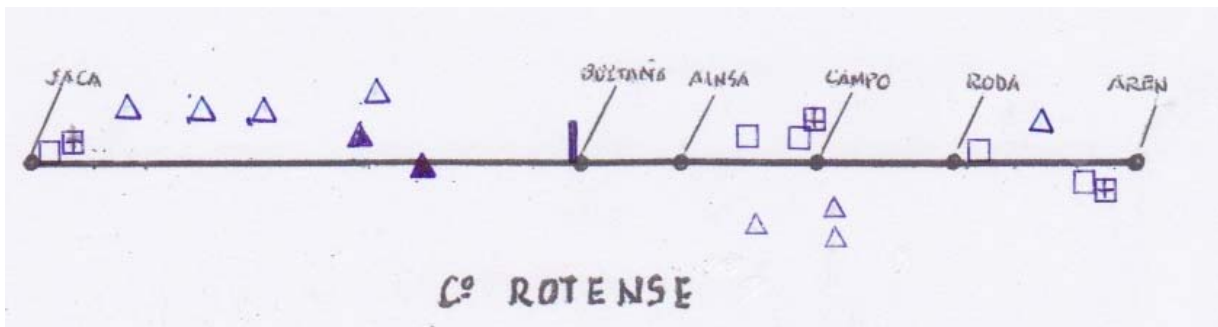 JACA
BOLTAÑA
AINSA
CAMPO
RODA
AREN
Cº ROTENSE